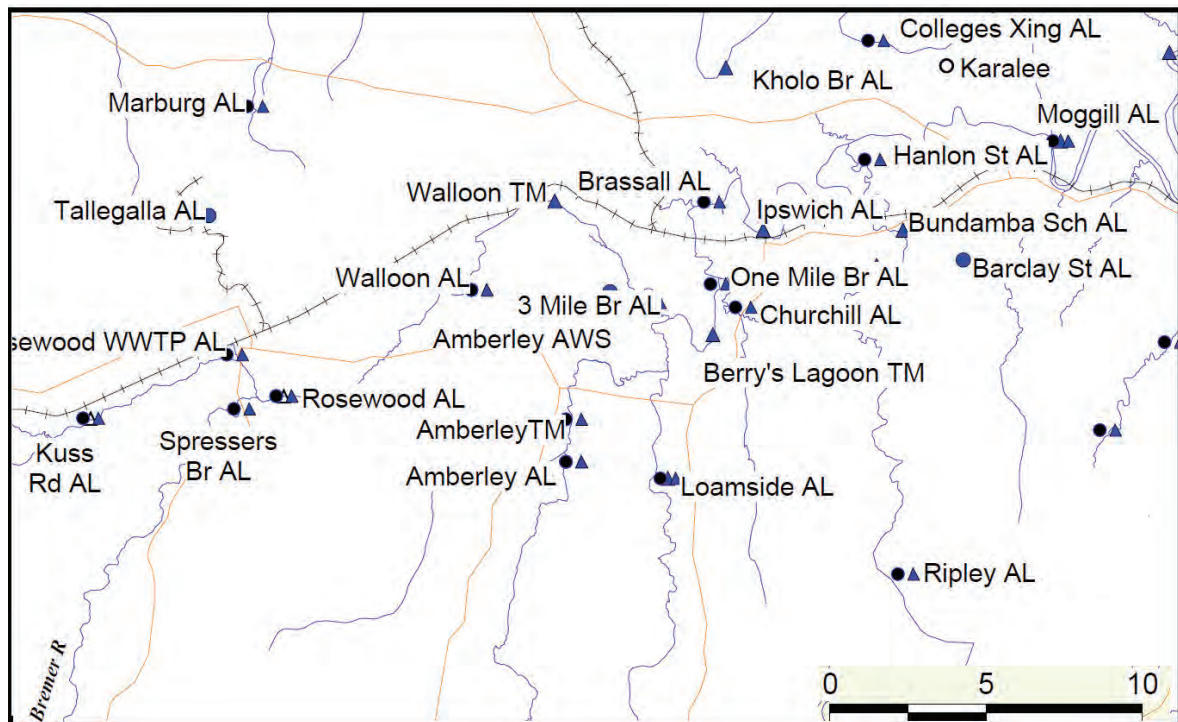 Colleges Xing AL
Karalee
Kholo Br AL
Marburg AL
Moggill AL
Hanlon St AL
Brassall AL
Walloon TM
Tallegalla AL
Ipswich AL
Bundamba Sch AL
Barclay St AL
Walloon AL
One Mile Br AL
3 Mile Br AL
Churchill AL
Amberley AWS
sewood WWTP AL
Berry's Lagoon TM
Rosewood AL
AmberleyTM
Kuss
Rd AL
Spressers
Br AL
Amberley AL
Loamside AL
Ripley AL
Bremer R
0 5 10